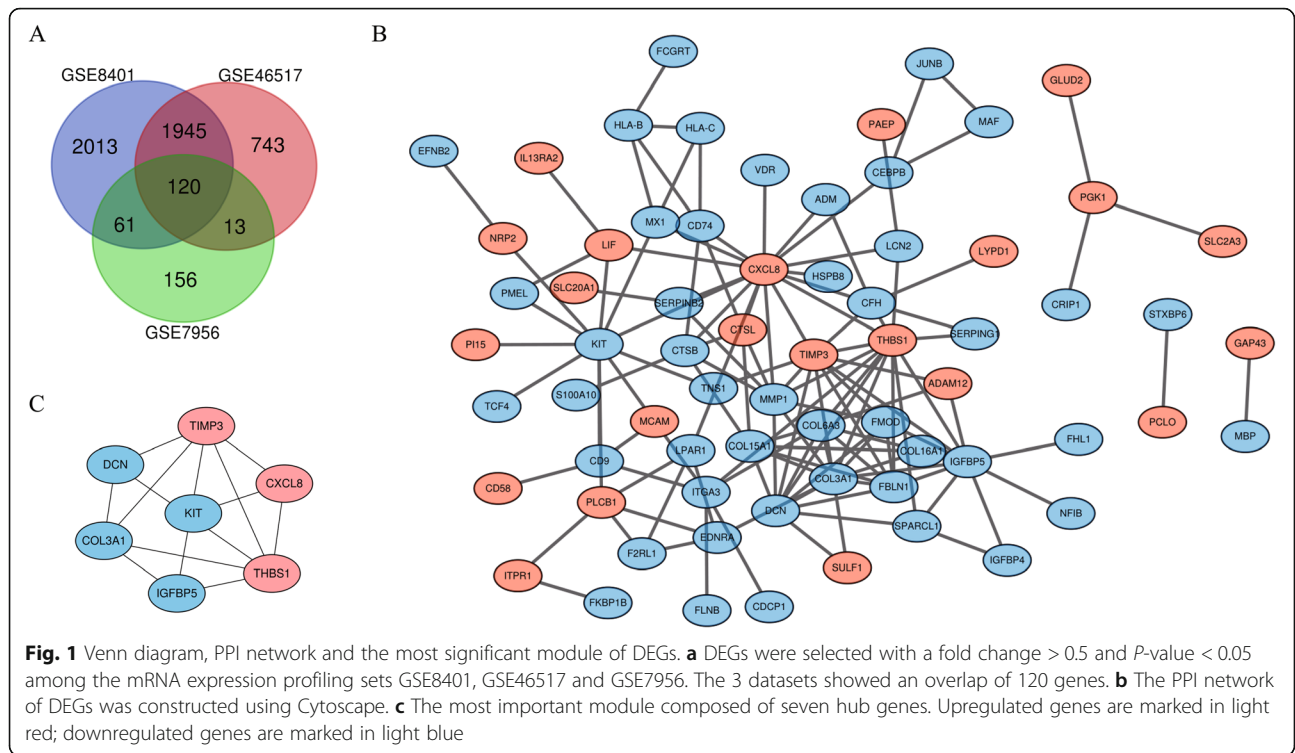 A
B
GSE8401
GSE46517
2013
1945
743
120
61
13
156
GSE7956
FCGRT
JUNB
GLUD2
HLA-B
HLA-C
PAEP
MAF
EFNB2
IL13RA2
VDR
CEBPB
ADM
PGK1
MX1
CD74
NRP2
LIF
LCN2
SLC2A3
LYPD1
CXCL8
HSPB8
SLC20A1
PMEL
SERPINB2
CFH
CRIP1
STXBP6
CTSL
SERPING1
PI15
KIT
CTSB
TIMP3
THBS1
GAP43
ADAM12
S100A10
TNS1
MMP1
TCF4
MCAM
COL6A3
FMOD
PCLO
MBP
COL15A1
COL16A1
FHL1
LPAR1
CD9
IGFBP5
CD58
ITGA3
COL3A1
FBLN1
PLCB1
DCN
NFIB
SPARCL1
EDNRA
F2RL1
IGFBP4
ITPR1
SULF1
FKBP1B
FLNB
CDCP1
C
TIMP3
DCN
CXCL8
KIT
COL3A1
THBS1
IGFBP5
Fig. 1 Venn diagram, PPI network and the most significant module of DEGs. a DEGs were selected with a fold change > 0.5 and P-value < 0.05
among the mRNA expression profiling sets GSE8401, GSE46517 and GSE7956. The 3 datasets showed an overlap of 120 genes. b The PPI network
of DEGs was constructed using Cytoscape. c The most important module composed of seven hub genes. Upregulated genes are marked in light
red; downregulated genes are marked in light blue